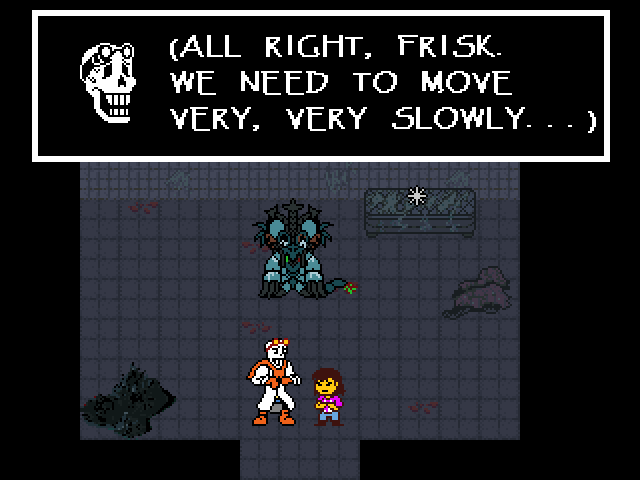 (ALL RIGHT, FRISK.
WE NEED TO MOVE
VERY, VERY SLOWLY...)